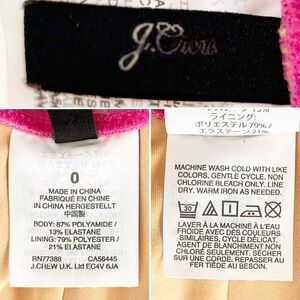 J.Crew
0
MADE IN CHINA
FABRIQUÉ EN CHINE
IN CHINA HERGESTELLT
中国製
BODY: 87% POLYAMIDE /
13% ELASTANE
LINING: 79% POLYESTER /
21% ELASTANE
RN77388 CA56445
J.CREW U.K. Ltd EC4V 6JA
ライニング:
ポリエステル 79% /
エラステーン 21%
MACHINE WASH COLD WITH LIKE
COLORS, GENTLE CYCLE. NON
CHLORINE BLEACH ONLY. LINE
DRY. WARM IRON AS NEEDED.
30
LAVER À LA MACHINE À L'EAU
FROIDE AVEC DES COULEURS
SIMILAIRES, CYCLE DÉLICAT.
AGENT DE BLANCHIMENT NON
CHLORÉ SEULEMENT. SÉCHER
SUR UNE CORDE. REPASSER AU
FER TIÈDE AU BESOIN.